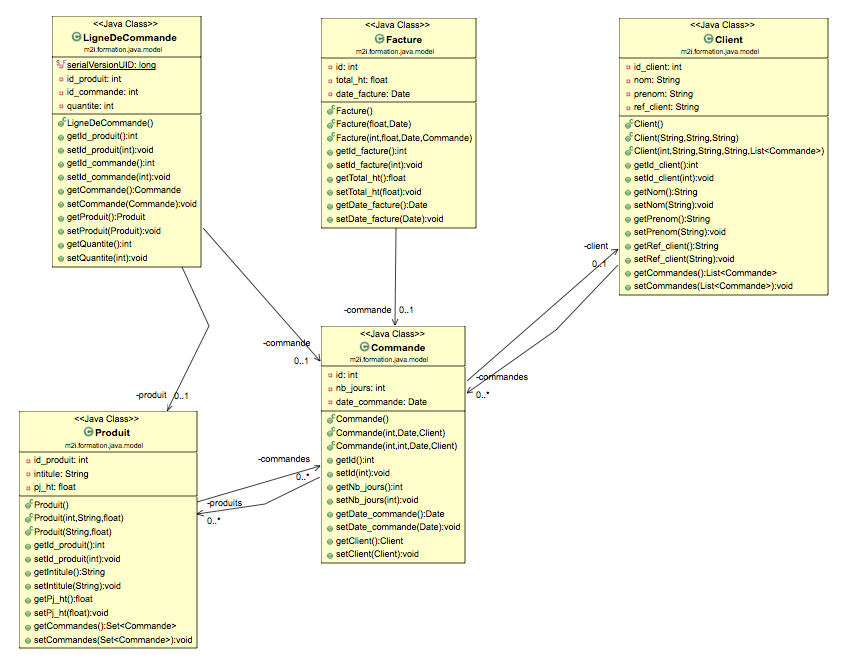 <<Java Class>>
LigneDeCommande
m2i.formation.java.model
serialVersionUID: long
id_produit: int
id_commande: int
quantite: int
LigneDeCommande()
getId_produit():int
setId_produit(int):void
getId_commande():int
setId_commande(int):void
getCommande():Commande
setCommande(Commande):void
getProduit():Produit
setProduit(Produit):void
getQuantite():int
setQuantite(int):void
<<Java Class>>
Facture
m2i.formation.java.model
id: int
total_ht: float
date_facture: Date
Facture()
Facture(float,Date)
Facture(int,float,Date,Commande)
getId_facture():int
setId_facture(int):void
getTotal_ht():float
setTotal_ht(float):void
getDate_facture():Date
setDate_facture(Date):void
<<Java Class>>
Client
m2i.formation.java.model
id_client: int
nom: String
prenom: String
ref_client: String
Client()
Client(String,String,String)
Client(int,String,String,String,List<Commande>)
getId_client():int
setId_client(int):void
getNom():String
setNom(String):void
getPrenom():String
setPrenom(String):void
getRef_client():String
setRef_client(String):void
getCommandes():List<Commande>
setCommandes(List<Commande>):void
-client
0..1
-commande
0..1
-commande
0..1
-commandes
0..*
-produit
0..1
<<Java Class>>
Commande
m2i.formation.java.model
id: int
nb_jours: int
date_commande: Date
Commande()
Commande(int,Date,Client)
Commande(int,int,Date,Client)
getId():int
setId(int):void
getNb_jours():int
setNb_jours(int):void
getDate_commande():Date
setDate_commande(Date):void
getClient():Client
setClient(Client):void
<<Java Class>>
Produit
m2i.formation.java.model
id_produit: int
intitule: String
pj_ht: float
Produit()
Produit(int,String,float)
Produit(String,float)
getId_produit():int
setId_produit(int):void
getIntitule():String
setIntitule(String):void
getPj_ht():float
setPj_ht(float):void
getCommandes():Set<Commande>
setCommandes(Set<Commande>):void
-commandes
0..*
-produits
0..*